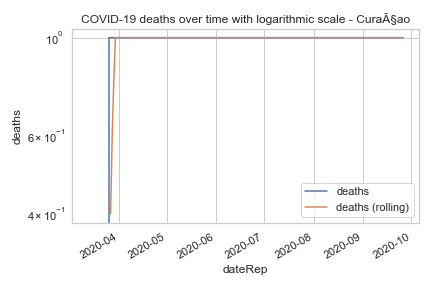 COVID-19 deaths over time with logarithmic scale - CuraÃ§ao
10⁰
6 × 10⁻¹
4 × 10⁻¹
deaths
deaths
deaths (rolling)
2020-04
2020-05
2020-06
2020-07
2020-08
2020-09
2020-10
dateRep